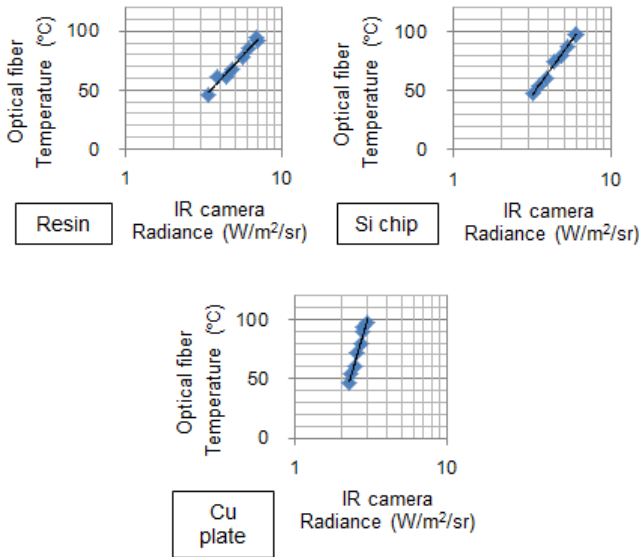 Optical fiber
Temperature (°C)
100
50
0
1
10
IR camera
Radiance (W/m²/sr)
Resin
Optical fiber
Temperature (°C)
100
50
0
1
10
IR camera
Radiance (W/m²/sr)
Si chip
Optical fiber
Temperature (°C)
100
50
0
1
10
IR camera
Radiance (W/m²/sr)
Cu
plate